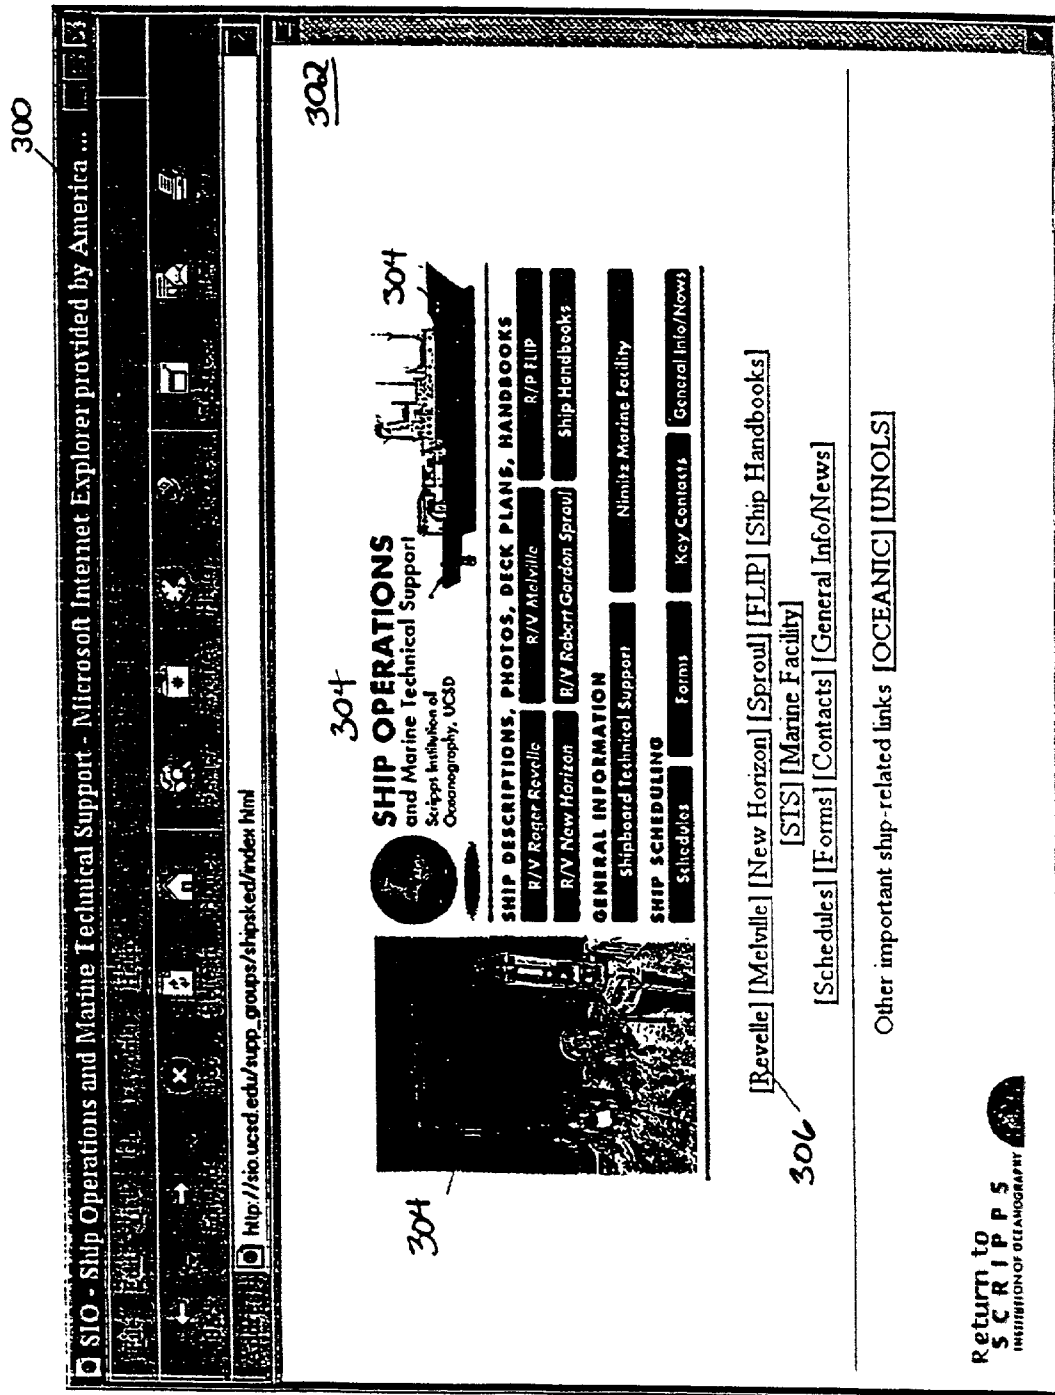 300
SIO - Ship Operations and Marine Technical Support - Microsoft Internet Explorer provided by America ...
http://sio.ucsd.edu/supp_groups/shipsked/index html
302
304
304
304
SHIP OPERATIONS
and Marine Technical Support
Scripps Institution of
Oceanography, UCSD
SHIP DESCRIPTIONS, PHOTOS, DECK PLANS, HANDBOOKS
R/V Roger Revelle R/V Melville R/P FLIP
R/V New Horizon R/V Robert Gordon Sproul Ship Handbooks
GENERAL INFORMATION
Shipboard Technical Support Nimitz Marine Facility
SHIP SCHEDULING
Schedules Forms Key Contacts General Info/News
[Revelle] [Melville] [New Horizon] [Sproul] [FLIP] [Ship Handbooks]
[STS] [Marine Facility]
[Schedules] [Forms] [Contacts] [General Info/News]
306
Other important ship-related links [OCEANIC] [UNOLS]
Return to
SCRIPPS
INSTITUTION OF OCEANOGRAPHY